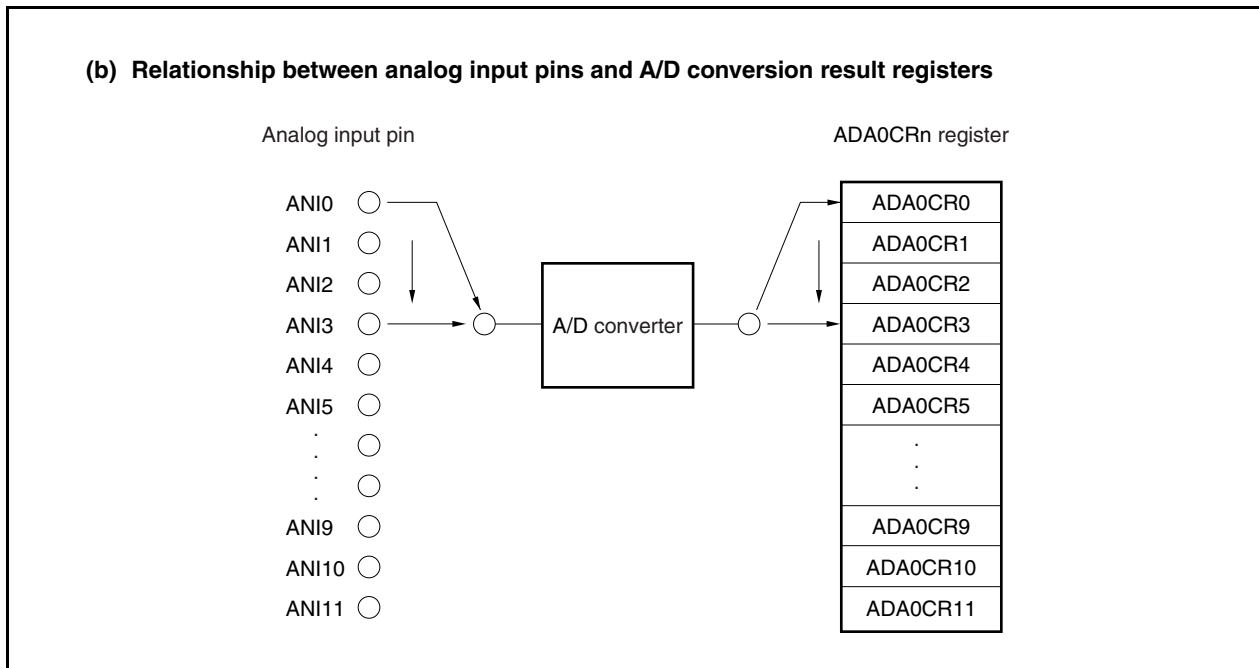 (b) Relationship between analog input pins and A/D conversion result registers
Analog input pin
ADA0CRn register
ANI0
ADA0CR0
ANI1
ADA0CR1
ANI2
ADA0CR2
ANI3
A/D converter
ADA0CR3
ANI4
ADA0CR4
ANI5
ADA0CR5
.
.
.
.
.
.
.
ANI9
ADA0CR9
ANI10
ADA0CR10
ANI11
ADA0CR11